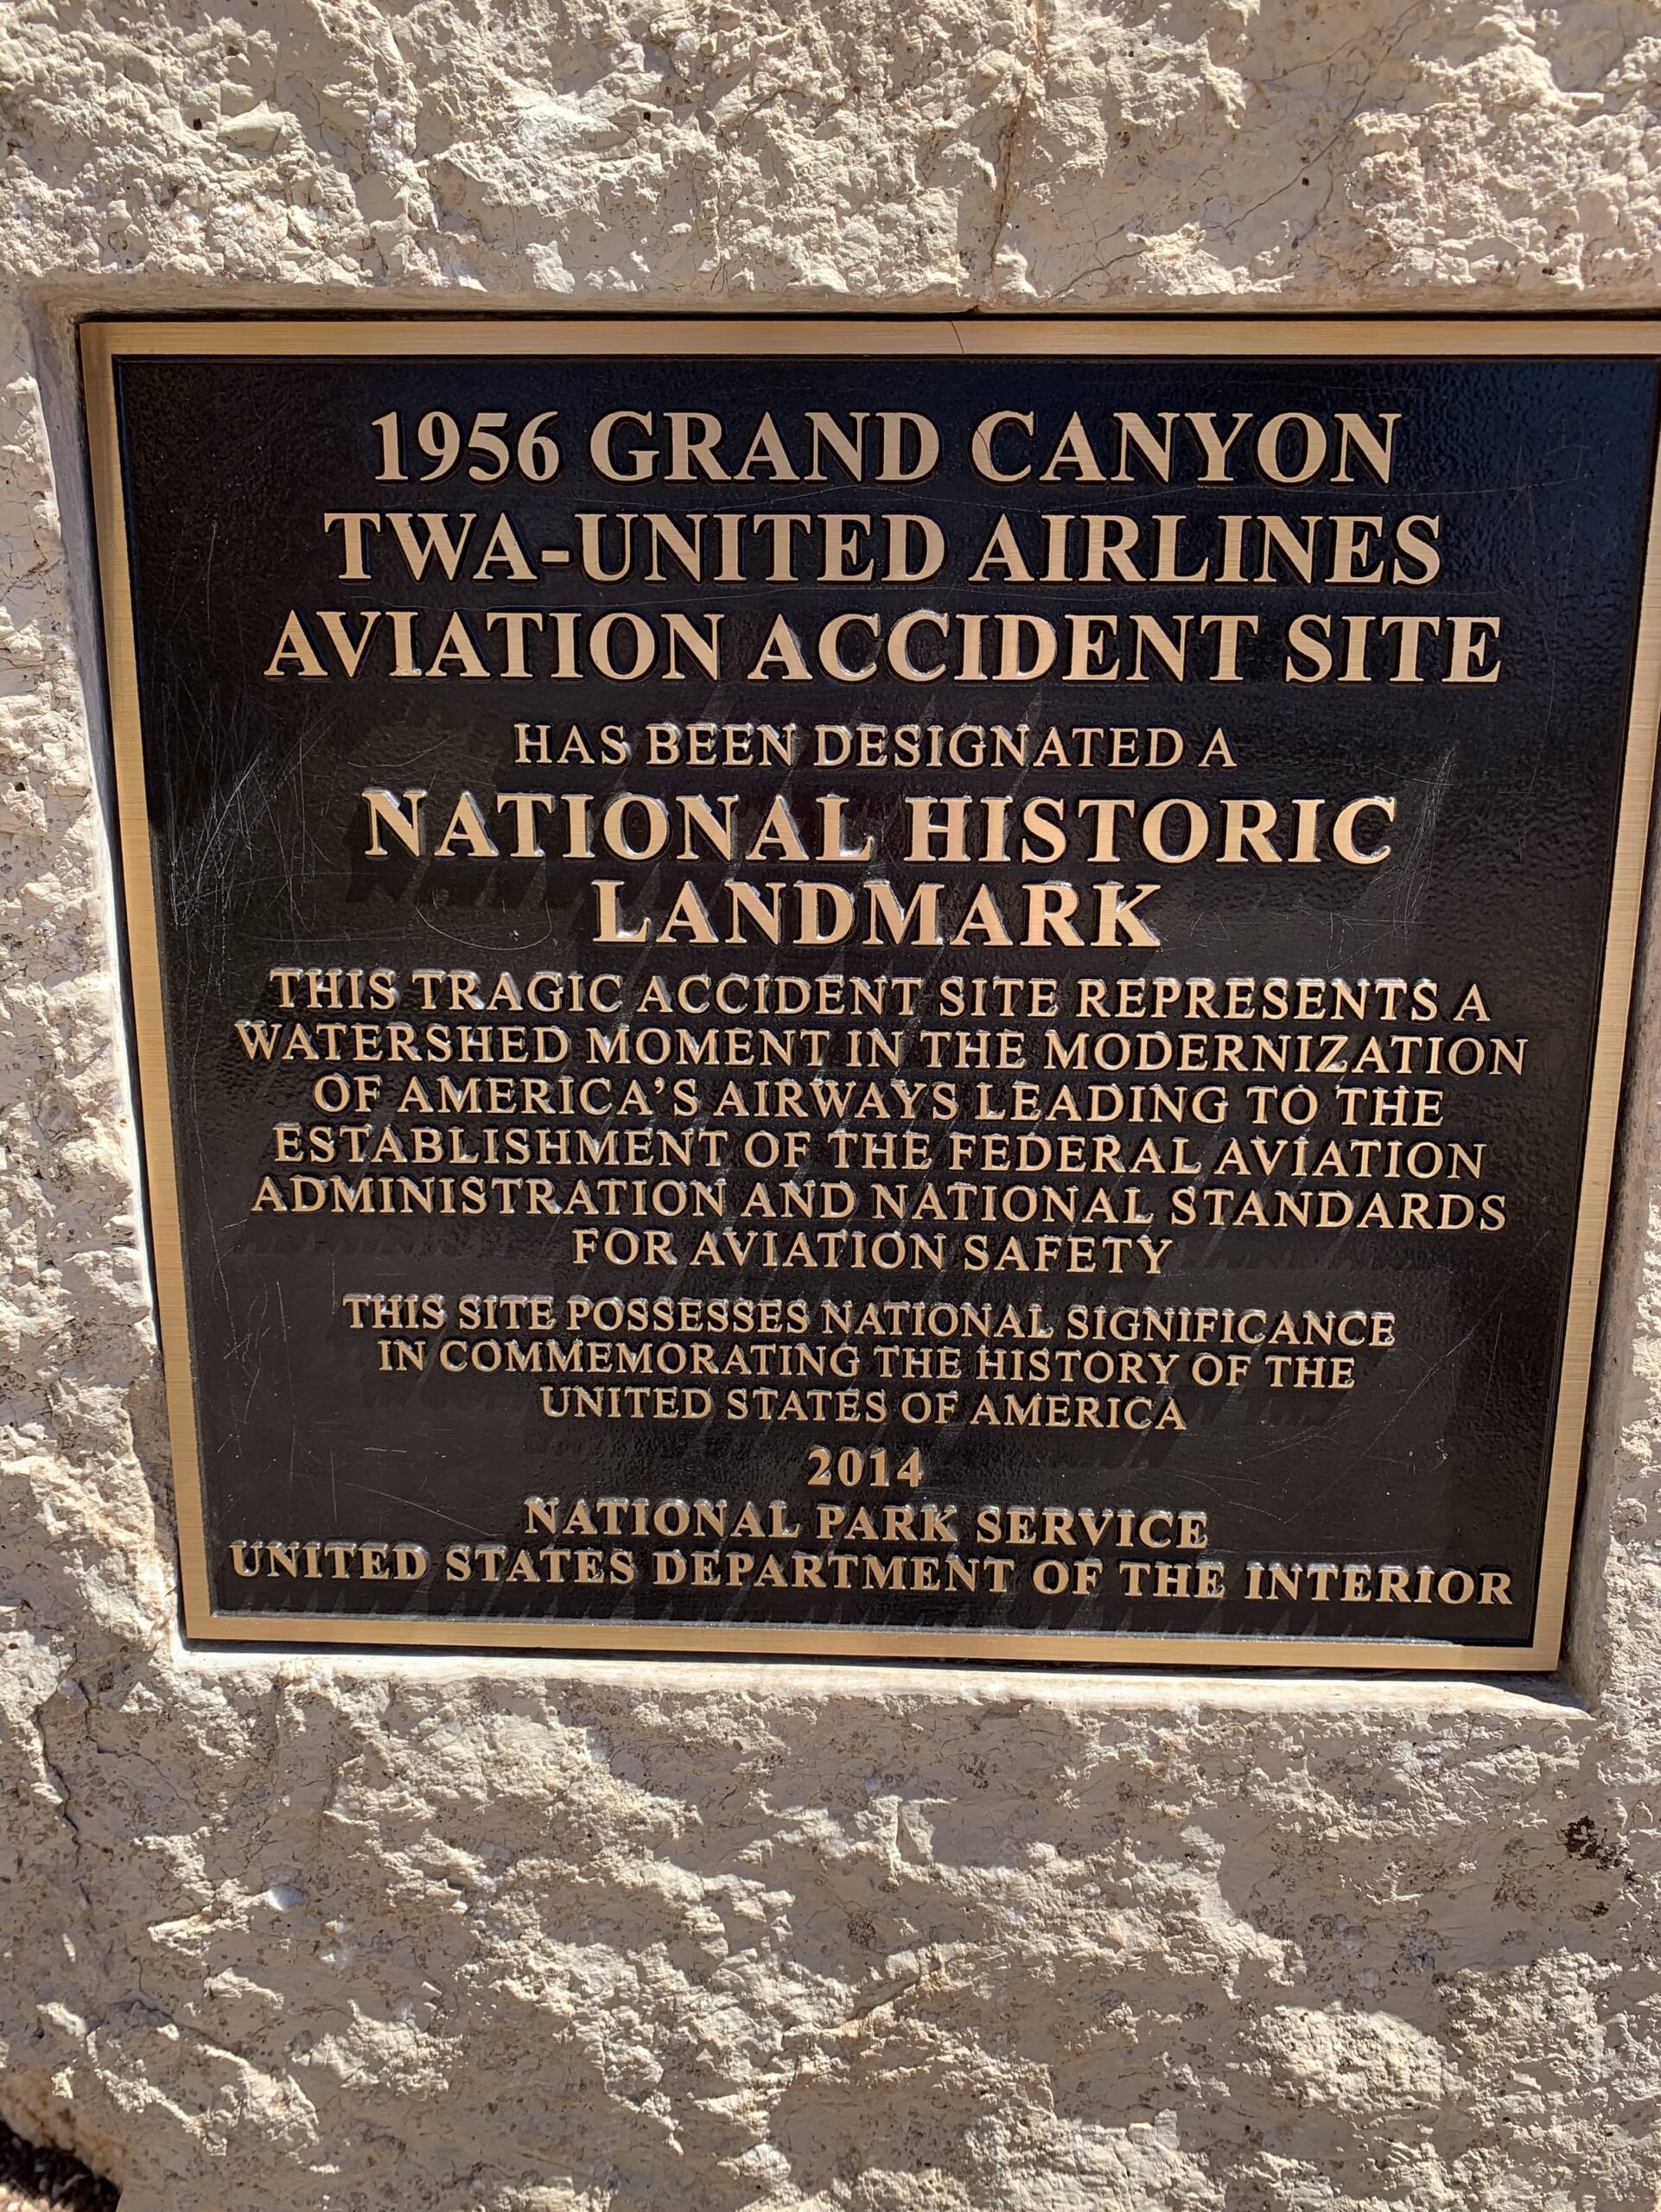 1956 GRAND CANYON
TWA-UNITED AIRLINES
AVIATION ACCIDENT SITE
HAS BEEN DESIGNATED A
NATIONAL HISTORIC
LANDMARK
THIS TRAGIC ACCIDENT SITE REPRESENTS A
WATERSHED MOMENT IN THE MODERNIZATION
OF AMERICA'S AIRWAYS LEADING TO THE
ESTABLISHMENT OF THE FEDERAL AVIATION
ADMINISTRATION AND NATIONAL STANDARDS
FOR AVIATION SAFETY
THIS SITE POSSESSES NATIONAL SIGNIFICANCE
IN COMMEMORATING THE HISTORY OF THE
UNITED STATES OF AMERICA
2014
NATIONAL PARK SERVICE
UNITED STATES DEPARTMENT OF THE INTERIOR